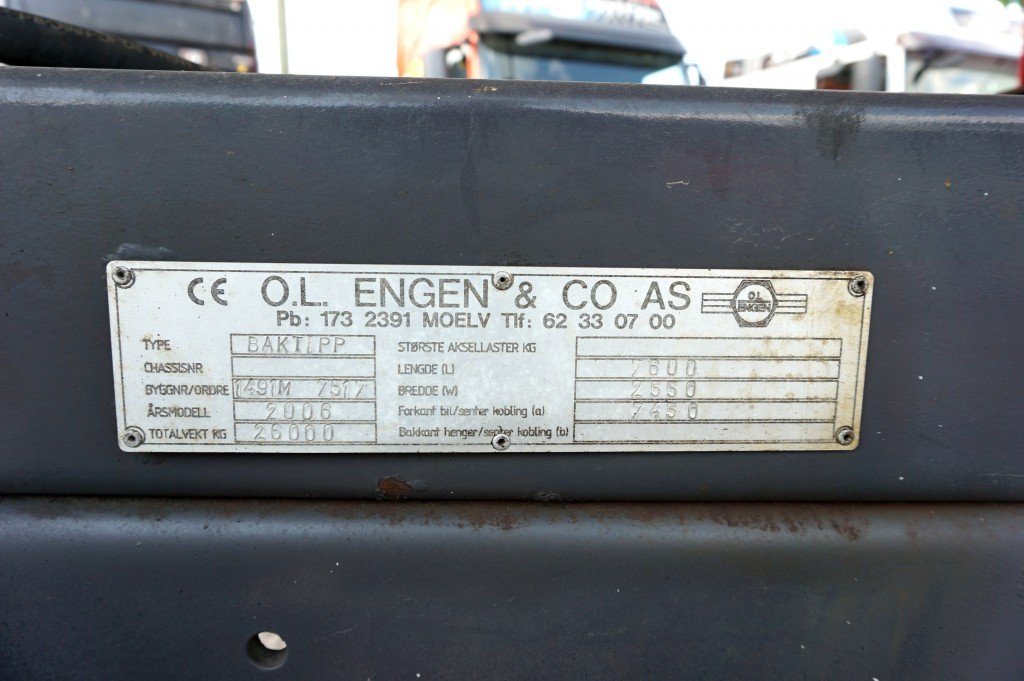 CE O.L. ENGEN & CO AS O.L. ENGEN
Pb: 173 2391 MOELV Tlf: 62 33 07 00
TYPE BAKTIPP
CHASSISNR
BYGGNR/ORDRE 1491M 7517
ÅRSMODELL 2006
TOTALVEKT KG 26000
STØRSTE AKSELLASTER KG
LENGDE (L) 7600
BREDDE (W) 2550
Forkant bil/senter kobling (a) 7450
Bakkant henger/senter kobling (b)